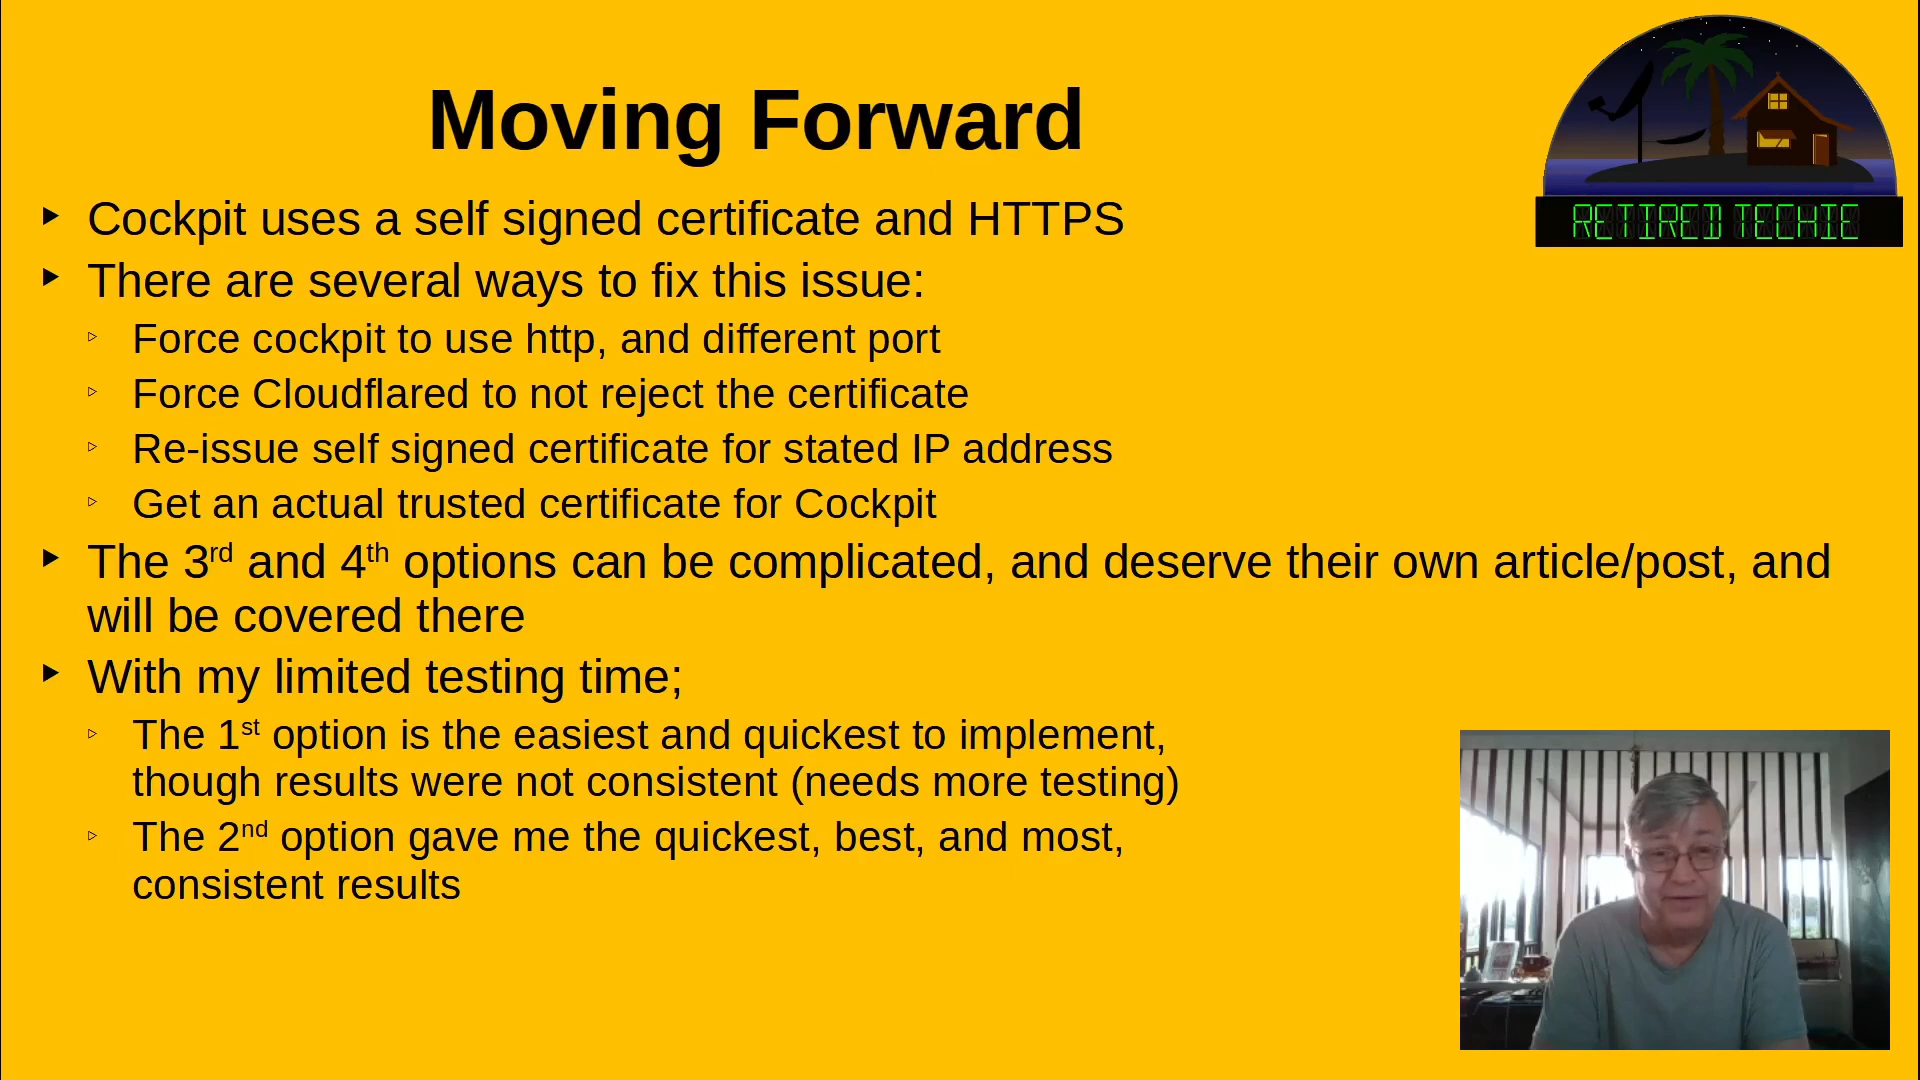 Moving Forward
RETIRED TECHIE
Cockpit uses a self signed certificate and HTTPS
There are several ways to fix this issue:
Force cockpit to use http, and different port
Force Cloudflared to not reject the certificate
Re-issue self signed certificate for stated IP address
Get an actual trusted certificate for Cockpit
The 3rd and 4th options can be complicated, and deserve their own article/post, and
will be covered there
With my limited testing time;
The 1st option is the easiest and quickest to implement,
though results were not consistent (needs more testing)
The 2nd option gave me the quickest, best, and most,
consistent results